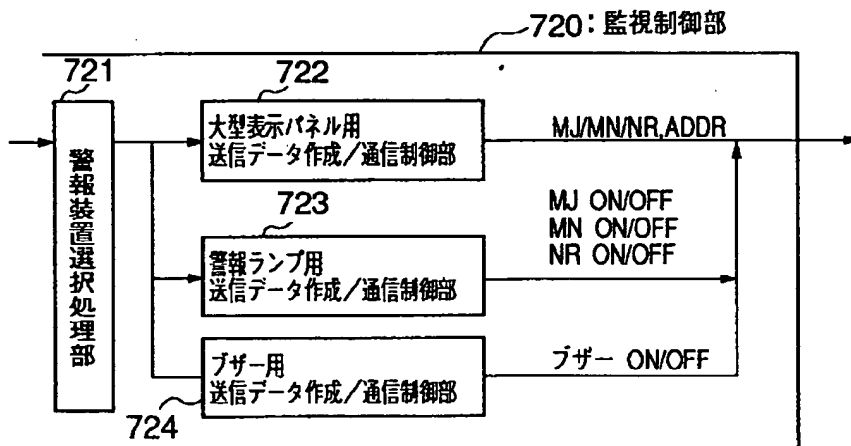 720:監視制御部
721
警報装置選択処理部
722
大型表示パネル用
送信データ作成/通信制御部
MJ/MN/NR,ADDR
723
警報ランプ用
送信データ作成/通信制御部
MJ ON/OFF
MN ON/OFF
NR ON/OFF
ブザー用
送信データ作成/通信制御部
ブザー ON/OFF
724